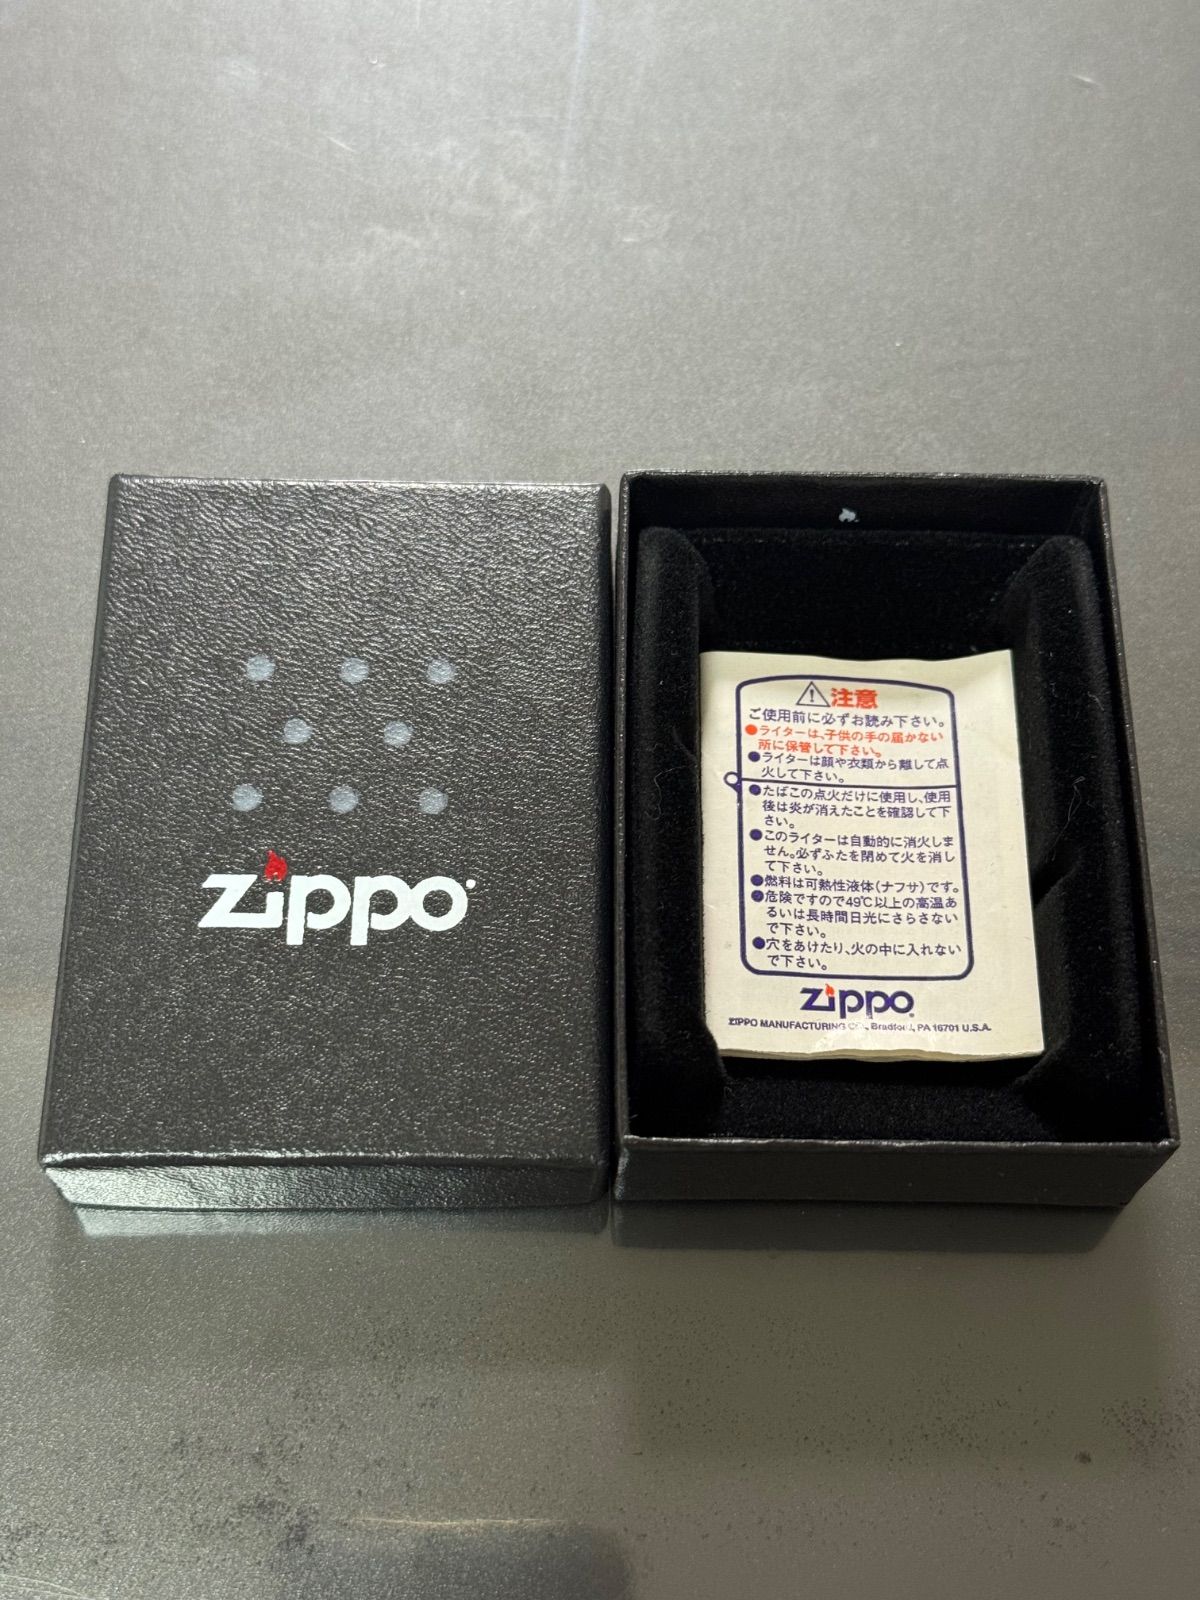 zippo
注意
ご使用前に必ずお読み下さい。
●ライターは、子供の手の届かない
所に保管して下さい。
●ライターは顔や衣類から離して点
火して下さい。
●たばこの点火だけに使用し、使用
後は炎が消えたことを確認して下
さい。
●このライターは自動的に消火しま
せん。必ずふたを閉めて火を消し
て下さい。
●燃料は可熱性液体(ナフサ)です。
●危険ですので49℃以上の高温あ
るいは長時間日光にさらさない
で下さい。
●穴をあけたり、火の中に入れない
で下さい。
zippo
ZIPPO MANUFACTURING CO., Bradford, PA 16701 U.S.A.